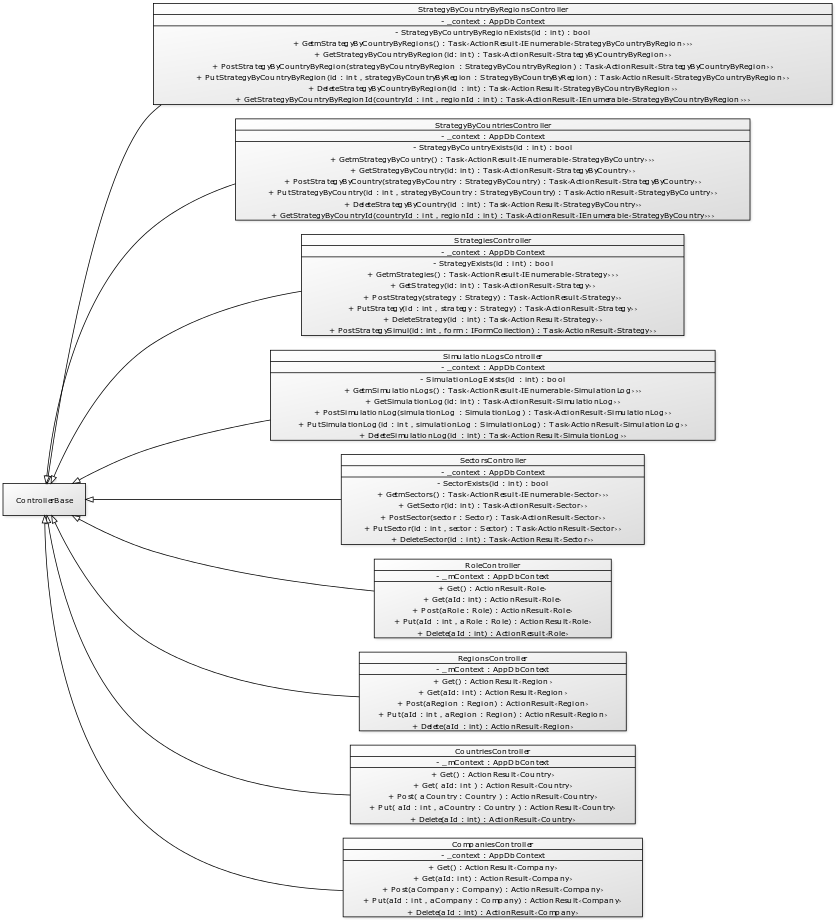 StrategyByCountryByRegionsController
- _context : AppDbContext
- StrategyByCountryByRegionExists(id : int) : bool
+ GetmStrategyByCountryByRegions() : Task<ActionResult<IEnumerable<StrategyByCountryByRegion>>>
+ GetStrategyByCountryByRegion(id: int) : Task<ActionResult<StrategyByCountryByRegion>>
+ PostStrategyByCountryByRegion(strategyByCountryByRegion : StrategyByCountryByRegion) : Task<ActionResult<StrategyByCountryByRegion>>
+ PutStrategyByCountryByRegion(id : int , strategyByCountryByRegion : StrategyByCountryByRegion) : Task<ActionResult<StrategyByCountryByRegion>>
+ DeleteStrategyByCountryByRegion(id : int) : Task<ActionResult<StrategyByCountryByRegion>>
+ GetStrategyByCountryByRegionId(countryId : int, regionId : int) : Task<ActionResult<IEnumerable<StrategyByCountryByRegion>>>
StrategyByCountriesController
- _context : AppDbContext
- StrategyByCountryExists(id : int) : bool
+ GetmStrategyByCountry() : Task<ActionResult<IEnumerable<StrategyByCountry>>>
+ GetStrategyByCountry(id: int) : Task<ActionResult<StrategyByCountry>>
+ PostStrategyByCountry(strategyByCountry : StrategyByCountry) : Task<ActionResult<StrategyByCountry>>
+ PutStrategyByCountry(id : int , strategyByCountry : StrategyByCountry) : Task<ActionResult<StrategyByCountry>>
+ DeleteStrategyByCountry(id : int) : Task<ActionResult<StrategyByCountry>>
+ GetStrategyByCountryId(countryId : int, regionId : int) : Task<ActionResult<IEnumerable<StrategyByCountry>>>
StrategiesController
- _context : AppDbContext
- StrategyExists(id : int) : bool
+ GetmStrategies() : Task<ActionResult<IEnumerable<Strategy>>>
+ GetStrategy(id: int) : Task<ActionResult<Strategy>>
+ PostStrategy(strategy : Strategy) : Task<ActionResult<Strategy>>
+ PutStrategy(id : int , strategy : Strategy) : Task<ActionResult<Strategy>>
+ DeleteStrategy(id : int) : Task<ActionResult<Strategy>>
+ PostStrategySimul(id: int, form : IFormCollection) : Task<ActionResult<Strategy>>
SimulationLogsController
- _context : AppDbContext
- SimulationLogExists(id : int) : bool
+ GetmSimulationLogs() : Task<ActionResult<IEnumerable<SimulationLog>>>
+ GetSimulationLog(id: int) : Task<ActionResult<SimulationLog>>
+ PostSimulationLog(simulationLog : SimulationLog) : Task<ActionResult<SimulationLog>>
+ PutSimulationLog(id : int , simulationLog : SimulationLog) : Task<ActionResult<SimulationLog>>
+ DeleteSimulationLog(id : int) : Task<ActionResult<SimulationLog>>
SectorsController
- _context : AppDbContext
- SectorExists(id : int) : bool
+ GetmSectors() : Task<ActionResult<IEnumerable<Sector>>>
+ GetSector(id: int) : Task<ActionResult<Sector>>
+ PostSector(sector : Sector) : Task<ActionResult<Sector>>
+ PutSector(id : int , sector : Sector) : Task<ActionResult<Sector>>
+ DeleteSector(id : int) : Task<ActionResult<Sector>>
ControllerBase
RoleController
- _mContext : AppDbContext
+ Get() : ActionResult<Role>
+ Get(aId : int) : ActionResult<Role>
+ Post(aRole : Role) : ActionResult<Role>
+ Put(aId : int , aRole : Role) : ActionResult<Role>
+ Delete(aId : int) : ActionResult<Role>
RegionsController
- _mContext : AppDbContext
+ Get() : ActionResult<Region>
+ Get(aId: int) : ActionResult<Region>
+ Post(aRegion : Region) : ActionResult<Region>
+ Put(aId : int , aRegion : Region) : ActionResult<Region>
+ Delete(aId : int) : ActionResult<Region>
CountriesController
- _mContext : AppDbContext
+ Get() : ActionResult<Country>
+ Get( aId: int) : ActionResult<Country>
+ Post( aCountry : Country ) : ActionResult<Country>
+ Put( aId : int , aCountry : Country ) : ActionResult<Country>
+ Delete(aId : int) : ActionResult<Country>
CompaniesController
- _context : AppDbContext
+ Get() : ActionResult<Company>
+ Get(aId: int) : ActionResult<Company>
+ Post(aCompany : Company) : ActionResult<Company>
+ Put(aId : int , aCompany : Company) : ActionResult<Company>
+ Delete(aId : int) : ActionResult<Company>